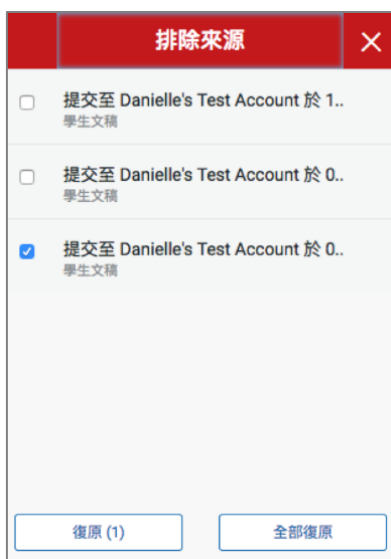 排除來源
提交至 Danielle's Test Account 於 1..
學生文稿
提交至 Danielle's Test Account 於 0..
學生文稿
提交至 Danielle's Test Account 於 0..
學生文稿
復原 (1)
全部復原